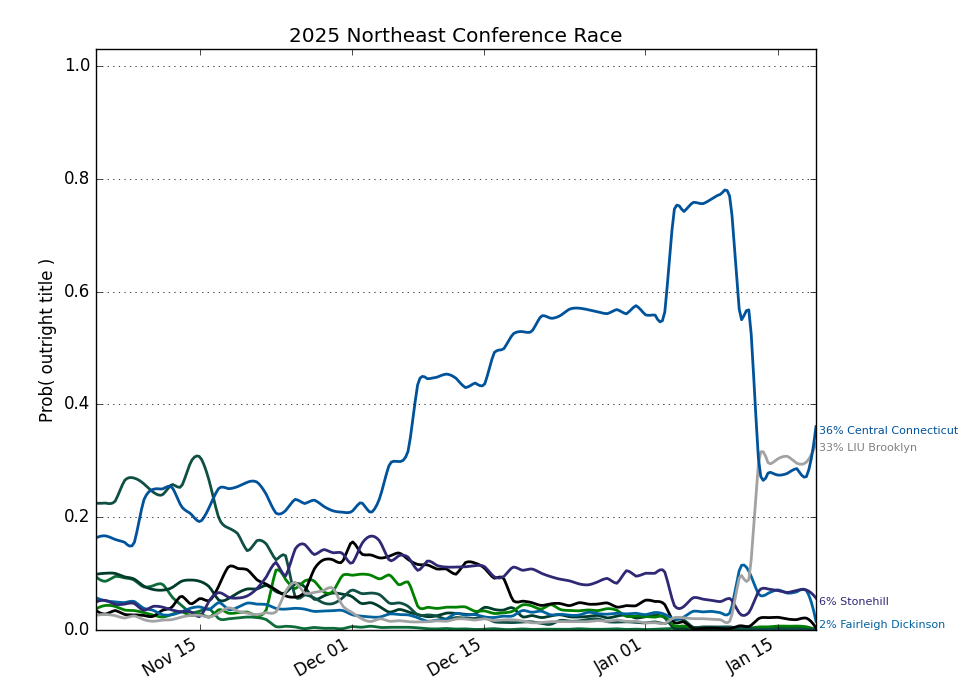 2025 Northeast Conference Race
Prob( outright title )
1.0
0.8
0.6
0.4
0.2
0.0
36% Central Connecticut
33% LIU Brooklyn
6% Stonehill
2% Fairleigh Dickinson
Nov 15
Dec 01
Dec 15
Jan 01
Jan 15